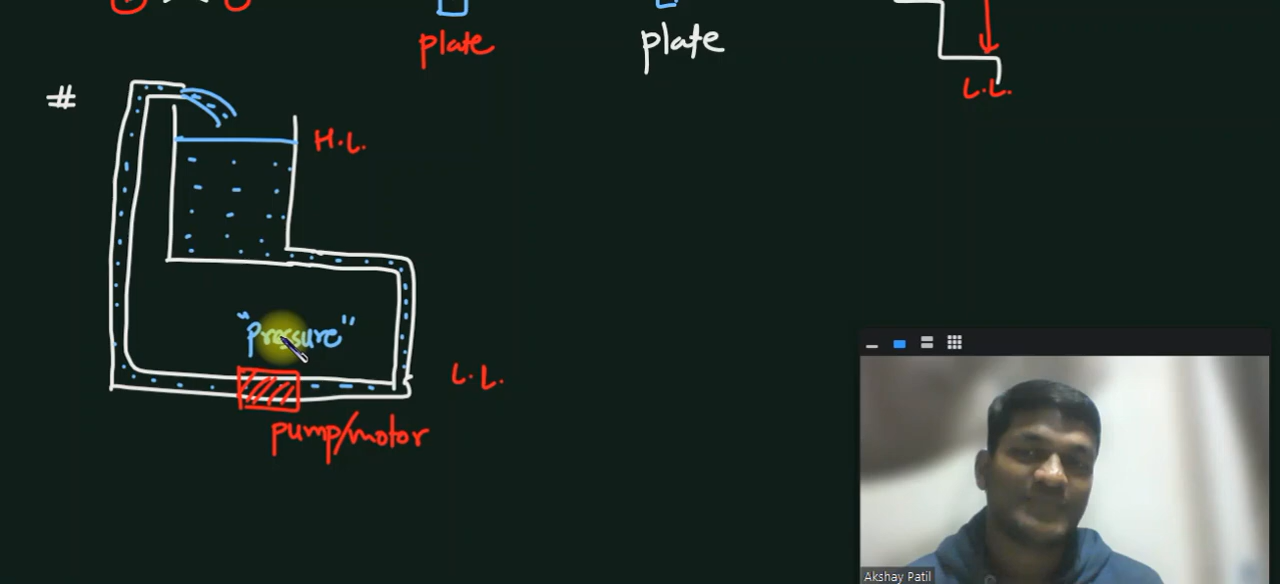 plate
plate
L.L.
#
H.L.
"Pressure"
L.L.
pump/motor
Akshay Patil